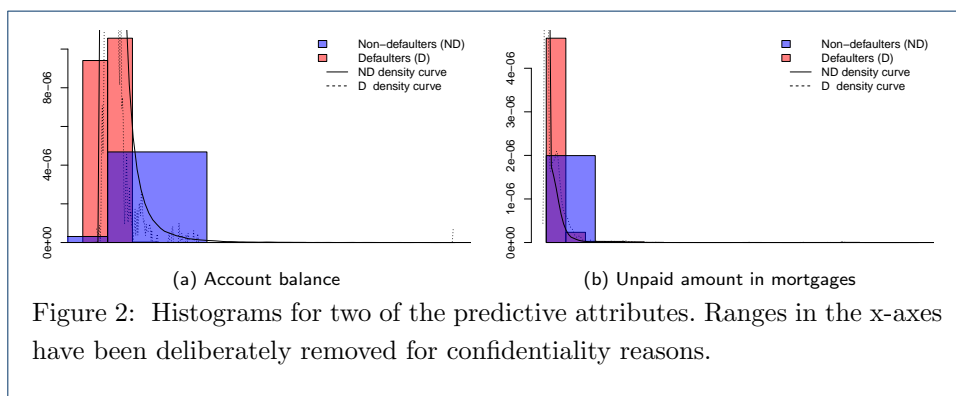 Non-defaulters (ND)
Defaulters (D)
ND density curve
D density curve
8e-06
4e-06
0e+00
(a) Account balance
Non-defaulters (ND)
Defaulters (D)
ND density curve
D density curve
4e-06
3e-06
2e-06
1e-06
0e+00
(b) Unpaid amount in mortgages
Figure 2: Histograms for two of the predictive attributes. Ranges in the x-axes
have been deliberately removed for confidentiality reasons.